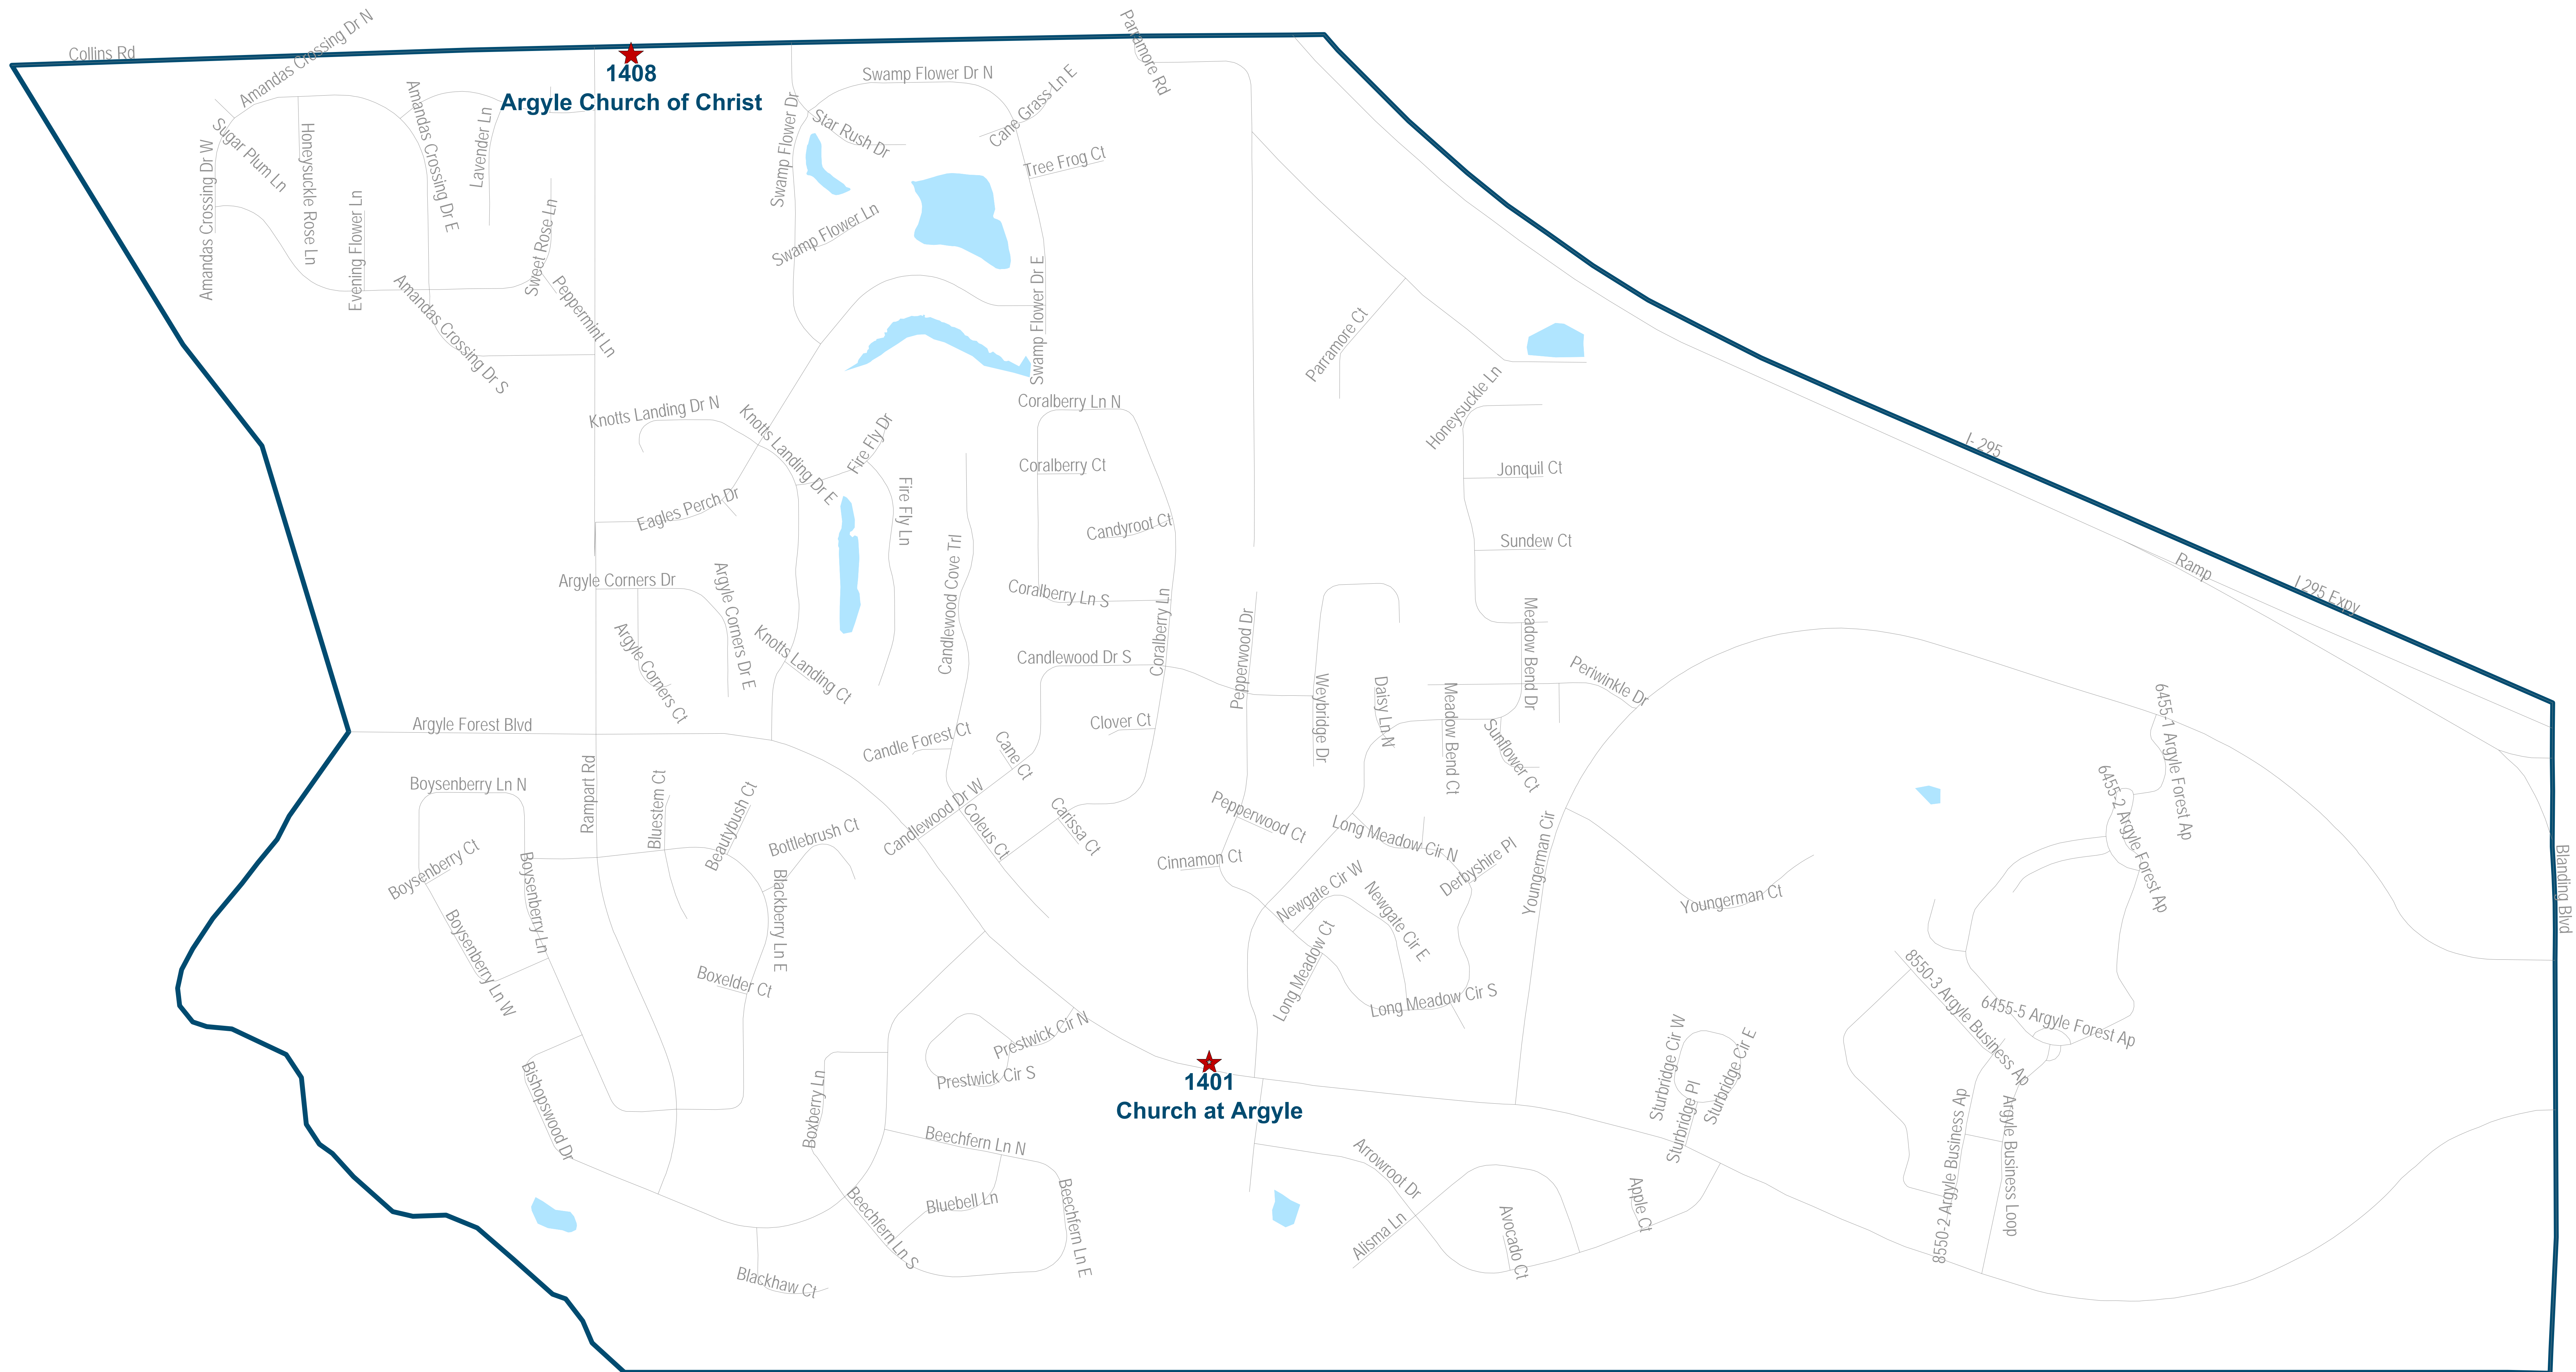 Collins Rd
Amandas Crossing Dr N
1408
Argyle Church of Christ
Swamp Flower Dr N
Parramore Rd
Cane Grass Ln E
Star Rush Dr
Tree Frog Ct
Swamp Flower Dr
Swamp Flower Ln
Swamp Flower Dr E
Amandas Crossing Dr W
Sugar Plum Ln
Honeysuckle Rose Ln
Evening Flower Ln
Amandas Crossing Dr E
Lavender Ln
Sweet Rose Ln
Peppermint Ln
Amandas Crossing Dr S
Parramore Ct
Honeysuckle Ln
Jonquil Ct
Sundew Ct
I- 295
Ramp
I 295 Expy
Knotts Landing Dr N
Knotts Landing Dr E
Fire Fly Dr
Fire Fly Ln
Eagles Perch Dr
Coralberry Ln N
Coralberry Ct
Candyroot Ct
Coralberry Ln S
Coralberry Ln
Candlewood Cove Trl
Argyle Corners Dr
Argyle Corners Dr E
Argyle Corners Ct
Knotts Landing Ct
Candlewood Dr S
Pepperwood Dr
Weybridge Dr
Daisy Ln N
Meadow Bend Dr
Meadow Bend Ct
Sunflower Ct
Periwinkle Dr
Argyle Forest Blvd
Clover Ct
Candle Forest Ct
Cane Ct
Candlewood Dr W
Coleus Ct
Carissa Ct
Boysenberry Ln N
Rampart Rd
Bluestem Ct
Beautybush Ct
Bottlebrush Ct
Boysenberry Ct
Boysenberry Ln
Boysenberry Ln W
Blackberry Ln E
Boxelder Ct
Pepperwood Ct
Cinnamon Ct
Long Meadow Cir N
Derbyshire Pl
Newgate Cir W
Newgate Cir E
Long Meadow Ct
Long Meadow Cir S
Youngerman Cir
Youngerman Ct
6455-1 Argyle Forest Ap
6455-2 Argyle Forest Ap
Blanding Blvd
8550-3 Argyle Business Ap
6455-5 Argyle Forest Ap
Prestwick Cir N
Prestwick Cir S
1401
Church at Argyle
Sturbridge Cir W
Sturbridge Cir E
Sturbridge Pl
8550-2 Argyle Business Ap
Argyle Business Loop
Bishopswood Dr
Boxberry Ln
Beechfern Ln N
Bluebell Ln
Beechfern Ln E
Beechfern Ln S
Blackhaw Ct
Arrowroot Dr
Alisma Ln
Avocado Ct
Apple Ct